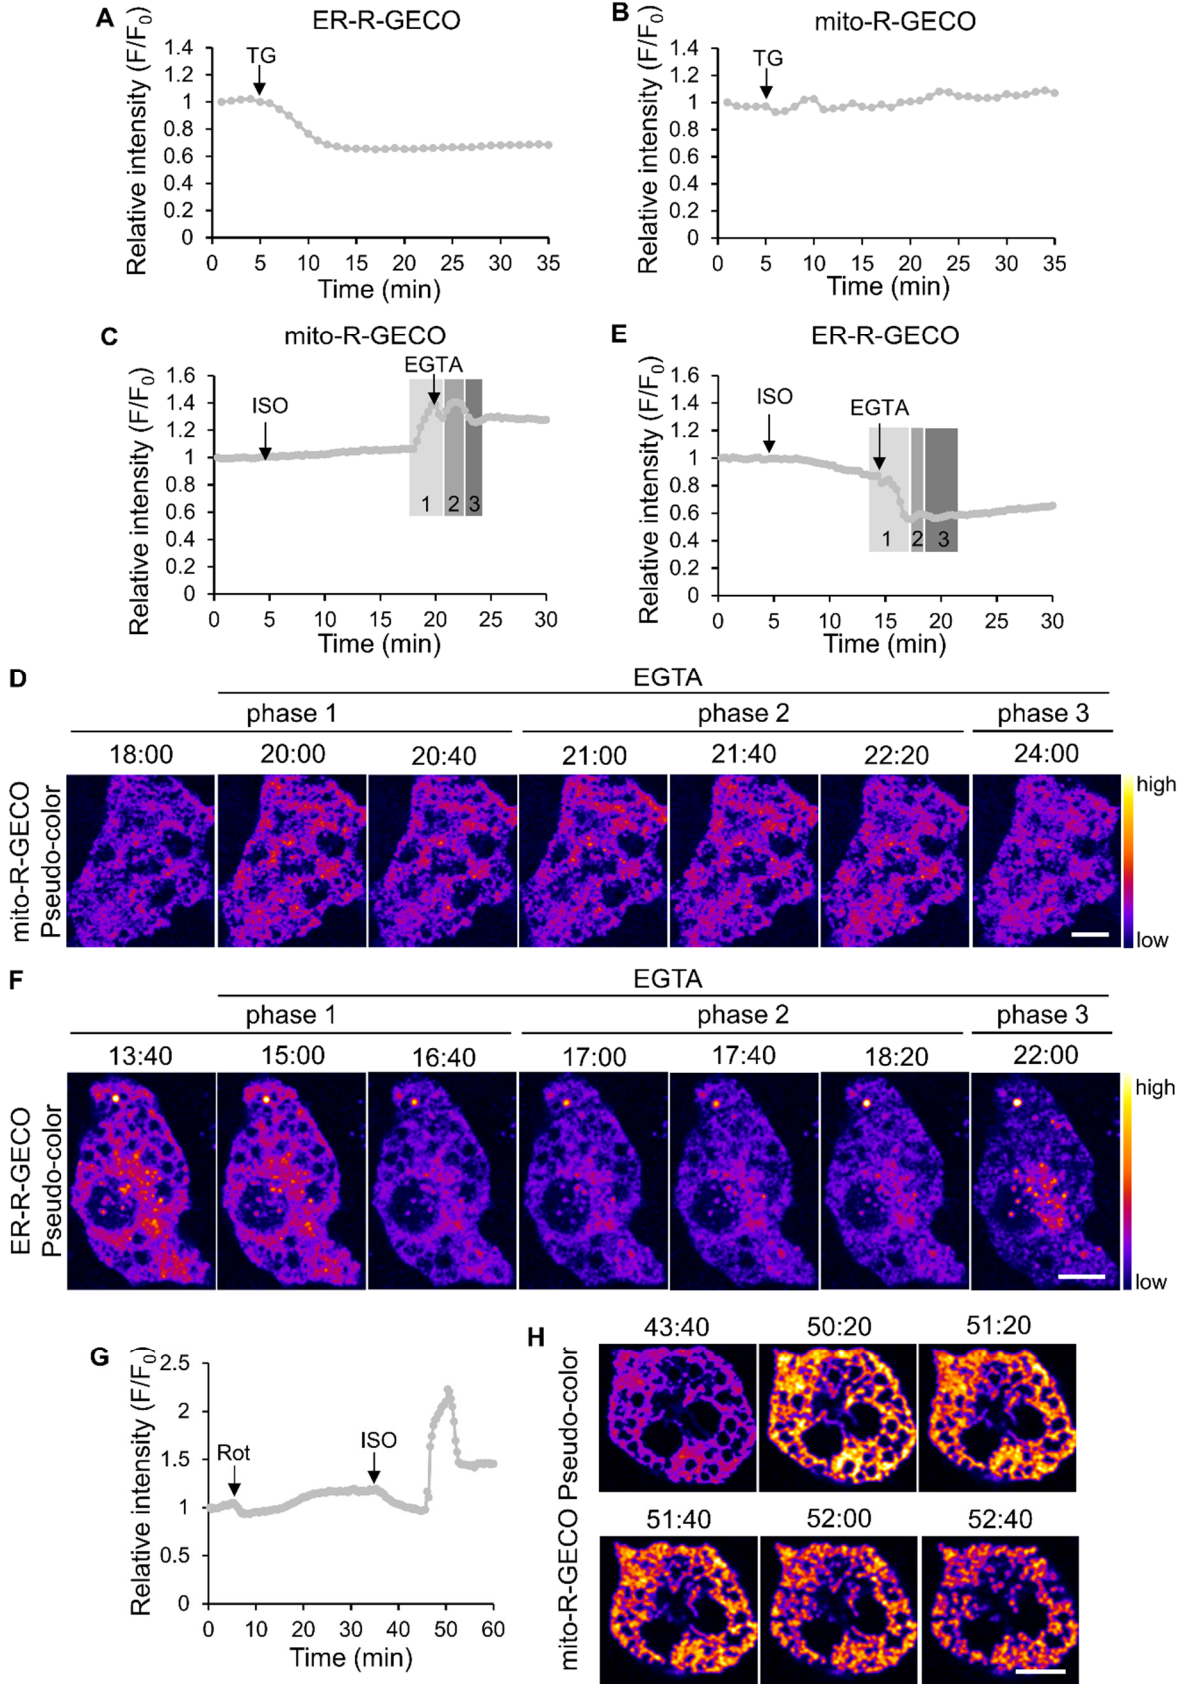 A
ER-R-GECO
Relative intensity (F/F0)
1.4
1.2
1
0.8
0.6
0.4
0.2
0
TG
0 5 10 15 20 25 30 35
Time (min)
B
mito-R-GECO
Relative intensity (F/F0)
1.4
1.2
1
0.8
0.6
0.4
0.2
0
TG
0 5 10 15 20 25 30 35
Time (min)
C
mito-R-GECO
Relative intensity (F/F0)
1.6
1.4
1.2
1
0.8
0.6
0.4
0.2
0
ISO
EGTA
1 2 3
0 5 10 15 20 25 30
Time (min)
E
ER-R-GECO
Relative intensity (F/F0)
1.6
1.4
1.2
1
0.8
0.6
0.4
0.2
0
ISO
EGTA
1 2 3
0 5 10 15 20 25 30
Time (min)
D
EGTA
phase 1 phase 2 phase 3
18:00 20:00 20:40 21:00 21:40 22:20 24:00
mito-R-GECO
Pseudo-color
high
low
F
EGTA
phase 1 phase 2 phase 3
13:40 15:00 16:40 17:00 17:40 18:20 22:00
ER-R-GECO
Pseudo-color
high
low
G
Relative intensity (F/F0)
2.5
2
1.5
1
0.5
0
Rot
ISO
0 10 20 30 40 50 60
Time (min)
H
mito-R-GECO Pseudo-color
43:40 50:20 51:20
51:40 52:00 52:40